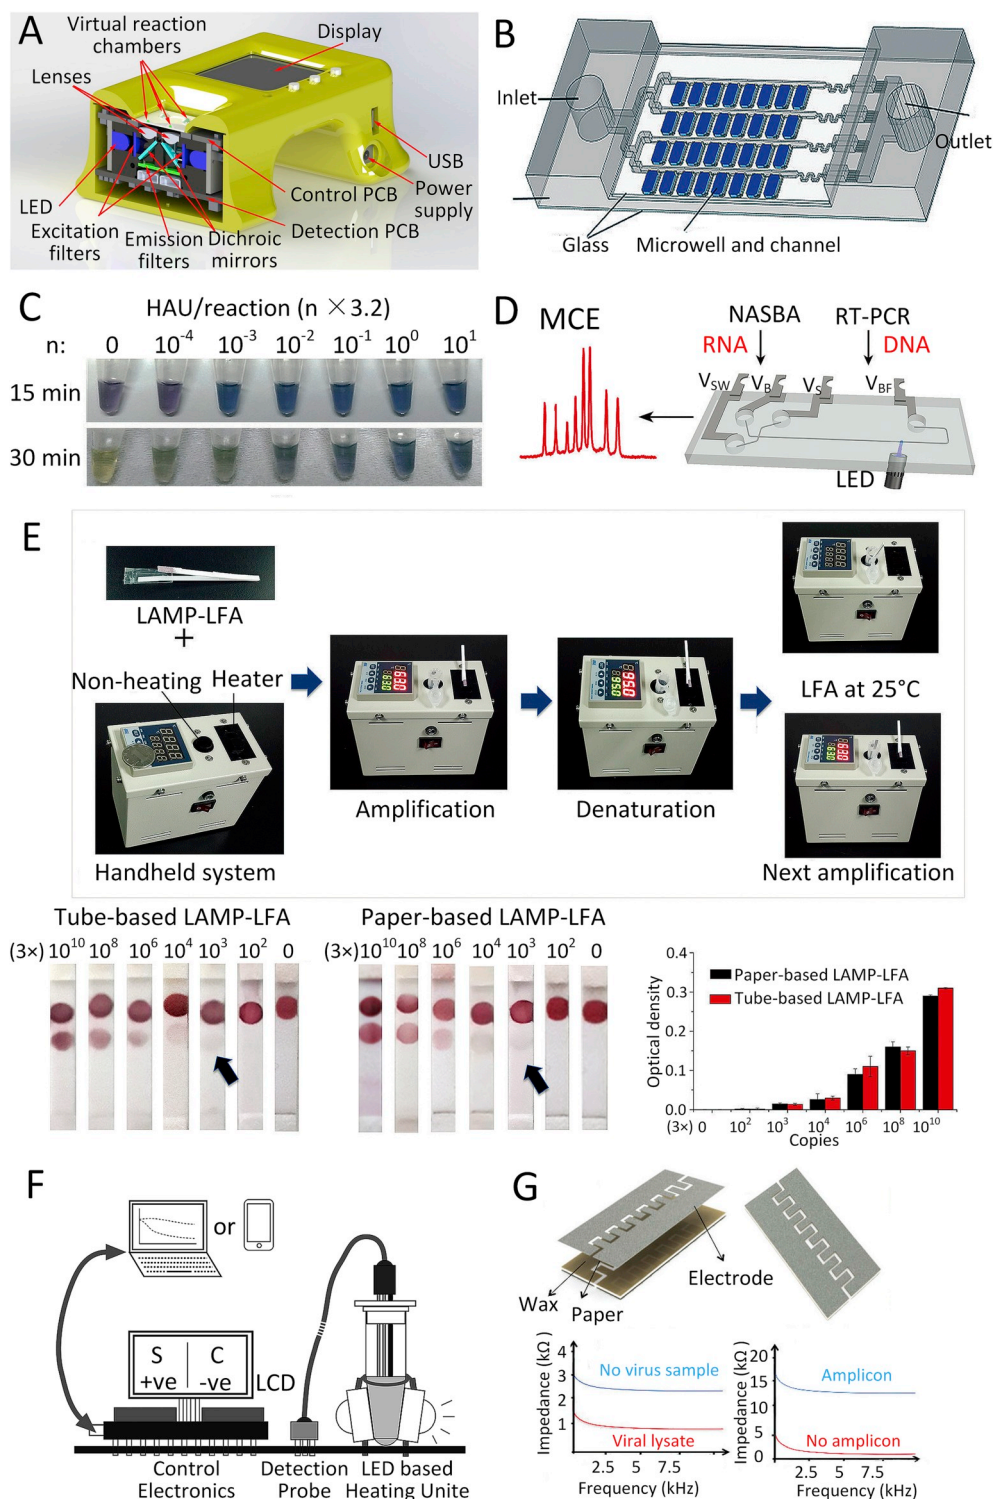 A
Virtual reaction
chambers
Display
Lenses
USB
Control PCB
Power
supply
LED
Excitation
filters
Emission
filters
Dichroic
mirrors
Detection PCB
B
Inlet
Outlet
Glass
Microwell and channel
C
HAU/reaction (n ×3.2)
n: 0 10⁻⁴ 10⁻³ 10⁻² 10⁻¹ 10⁰ 10¹
15 min
30 min
D
MCE
NASBA
RT-PCR
RNA
DNA
V_SW V_B V_S V_BF
LED
E
LAMP-LFA
+
Non-heating
Heater
LFA at 25°C
Amplification
Denaturation
Handheld system
Next amplification
Tube-based LAMP-LFA
(3×) 10¹⁰ 10⁸ 10⁶ 10⁴ 10³ 10² 0
Paper-based LAMP-LFA
(3×) 10¹⁰ 10⁸ 10⁶ 10⁴ 10³ 10² 0
Optical density
0.4
0.3
0.2
0.1
0.0
Paper-based LAMP-LFA
Tube-based LAMP-LFA
(3×) 0 10² 10³ 10⁴ 10⁶ 10⁸ 10¹⁰
Copies
F
or
S C
+ve -ve
LCD
Control
Electronics
Detection
Probe
LED based
Heating Unite
G
Electrode
Wax
Paper
Impedance (kΩ)
4
3
2
1
No virus sample
Viral lysate
2.5 5 7.5
Frequency (kHz)
Impedance (kΩ)
20
15
10
5
0
Amplicon
No amplicon
2.5 5 7.5
Frequency (kHz)